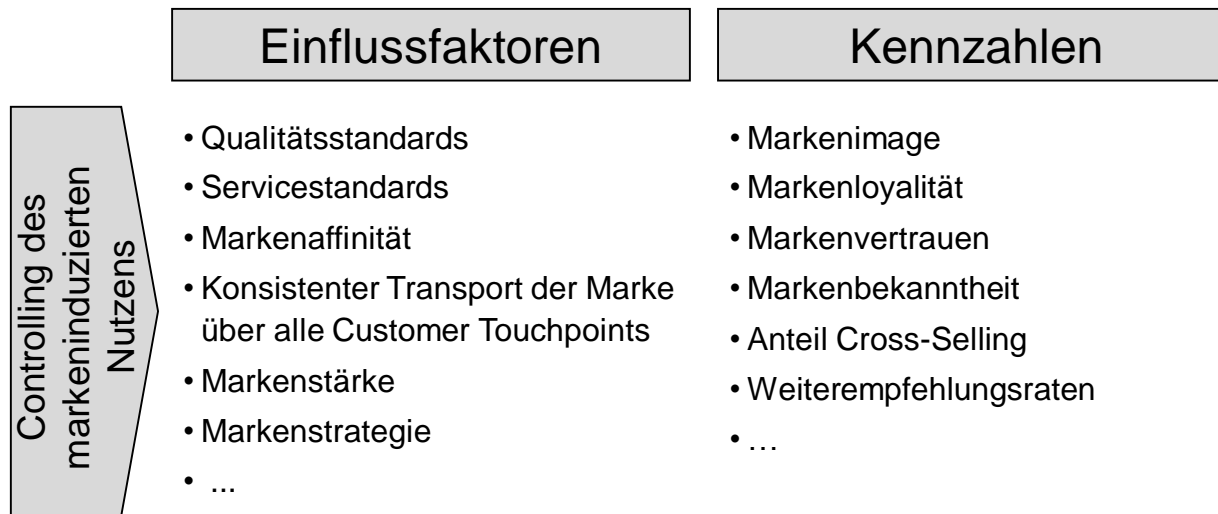 Einflussfaktoren
Kennzahlen
Controlling des
markeninduzierten
Nutzens
• Qualitätsstandards
• Servicestandards
• Markenaffinität
• Konsistenter Transport der Marke
über alle Customer Touchpoints
• Markenstärke
• Markenstrategie
• ...
• Markenimage
• Markenloyalität
• Markenvertrauen
• Markenbekanntheit
• Anteil Cross-Selling
• Weiterempfehlungsraten
• …